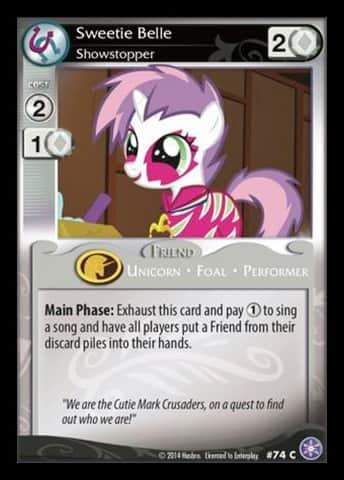 Sweetie Belle
Showstopper
2
COST
2
1
FRIEND
UNICORN • FOAL • PERFORMER
Main Phase: Exhaust this card and pay 1 to sing
a song and have all players put a Friend from their
discard piles into their hands.
"We are the Cutie Mark Crusaders, on a quest to find
out who we are!"
© 2014 Hasbro. Licensed to Enterplay. #74 C